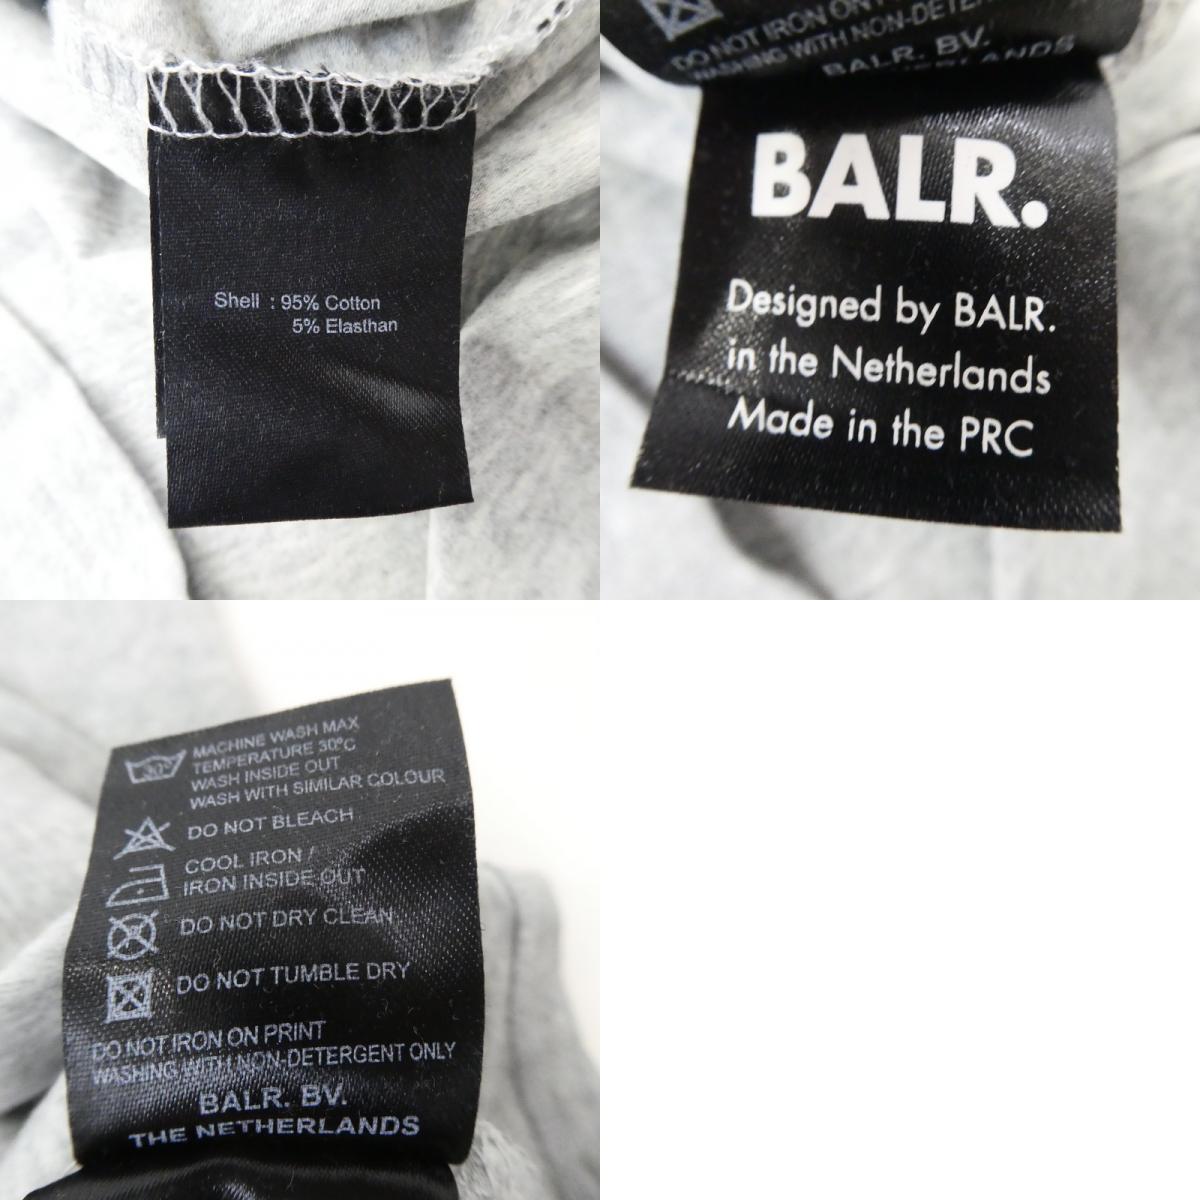 Shell : 95% Cotton
5% Elasthan
DO NOT IRON ON
WASHING WITH NON-DETER
BALR. BV.
ERLANDS
BALR.
Designed by BALR.
in the Netherlands
Made in the PRC
30°
MACHINE WASH MAX
TEMPERATURE 30°C
WASH INSIDE OUT
WASH WITH SIMILAR COLOUR
DO NOT BLEACH
COOL IRON /
IRON INSIDE OUT
DO NOT DRY CLEAN
DO NOT TUMBLE DRY
DO NOT IRON ON PRINT
WASHING WITH NON-DETERGENT ONLY
BALR. BV.
THE NETHERLANDS